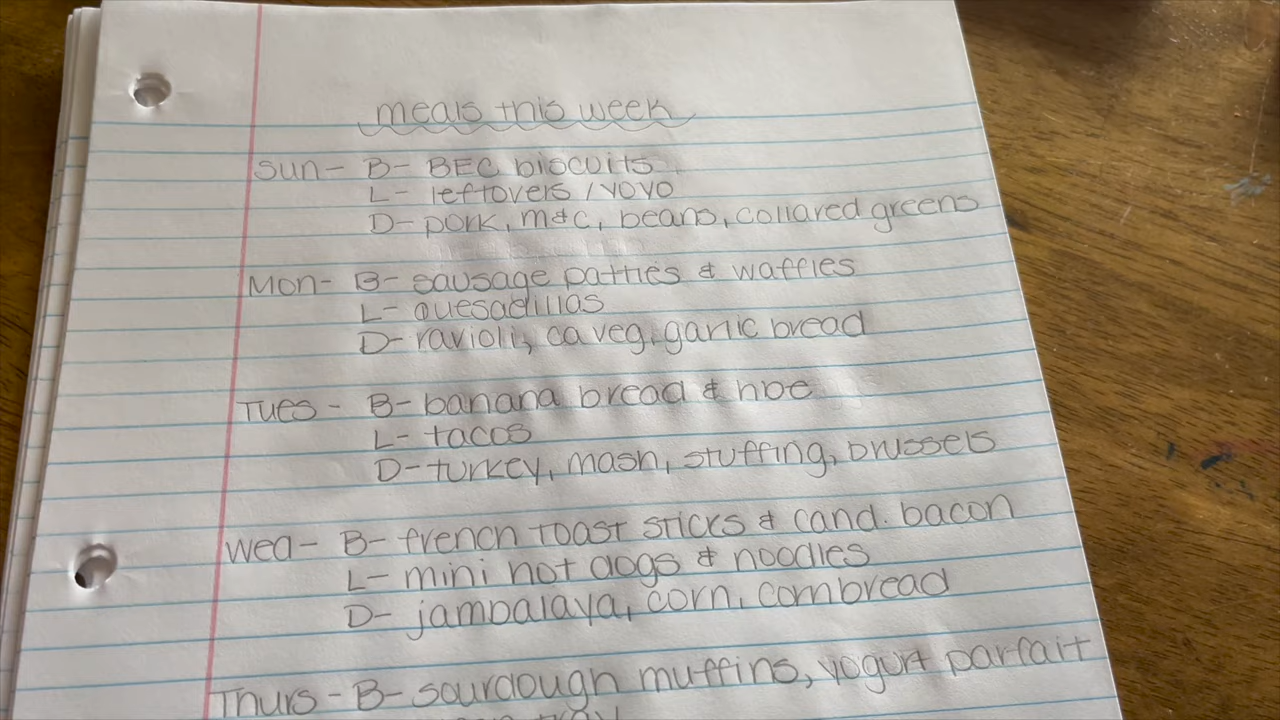 meals this week
Sun- B- BEC biscuits
L- leftovers / YOYO
D- pork, m&c, beans, collared greens
Mon- B- sausage patties & waffles
L- quesadillas
D- ravioli, ca veg, garlic bread
Tues - B- banana bread & hbe
L- tacos
D- turkey, mash, stuffing, brussels
Wed- B- french toast sticks & cand. bacon
L- mini hot dogs & noodles
D- jambalaya, corn, cornbread
Thurs - B- sourdough muffins, yogurt parfait